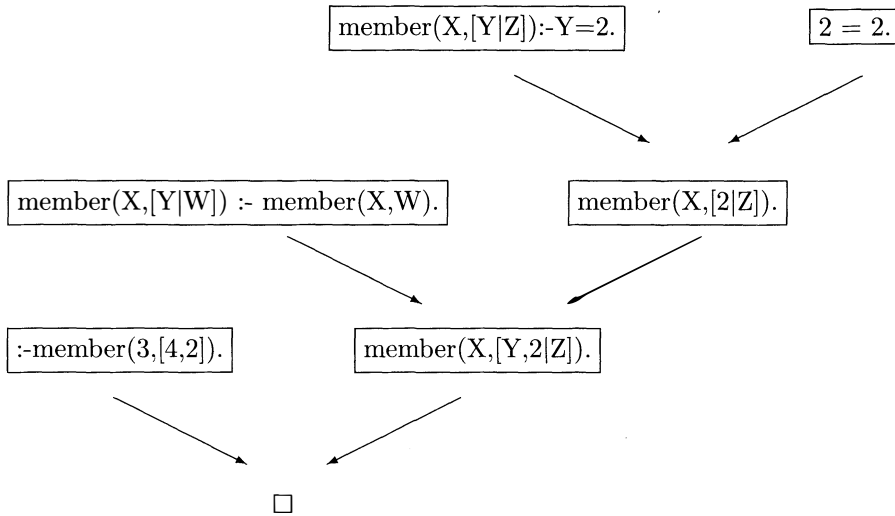 member(X,[Y|Z]):-Y=2.
2 = 2.
member(X,[Y|W]) :- member(X,W).
member(X,[2|Z]).
:-member(3,[4,2]).
member(X,[Y,2|Z]).